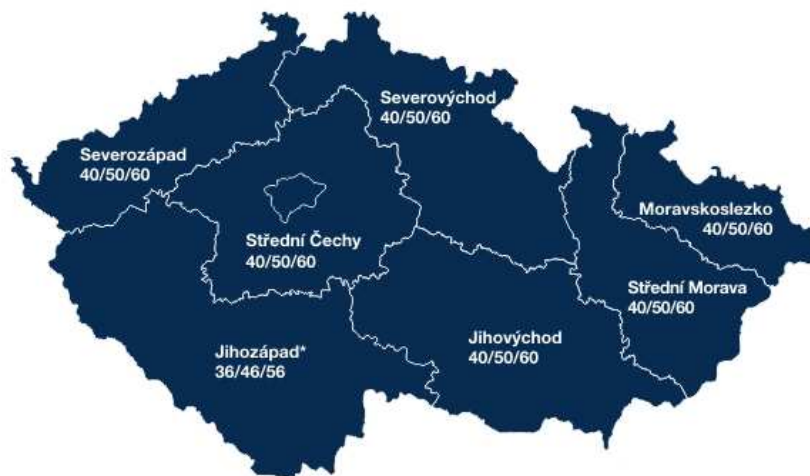 Severovýchod
40/50/60
Severozápad
40/50/60
Moravskoslezko
40/50/60
Střední Čechy
40/50/60
Střední Morava
40/50/60
Jihovýchod
40/50/60
Jihozápad*
36/46/56